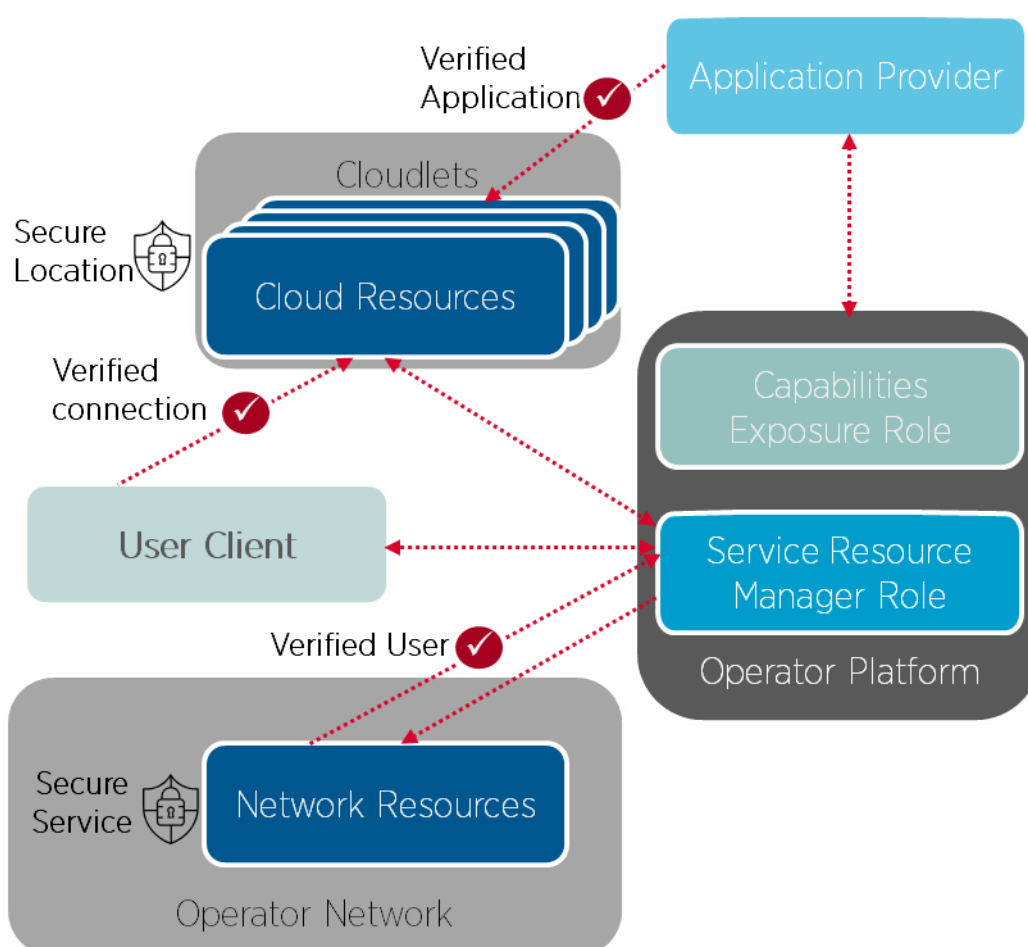 Verified
Application
Application Provider
Cloudlets
Secure
Location
Cloud Resources
Verified
connection
Capabilities
Exposure Role
User Client
Service Resource
Manager Role
Verified User
Operator Platform
Secure
Service
Network Resources
Operator Network